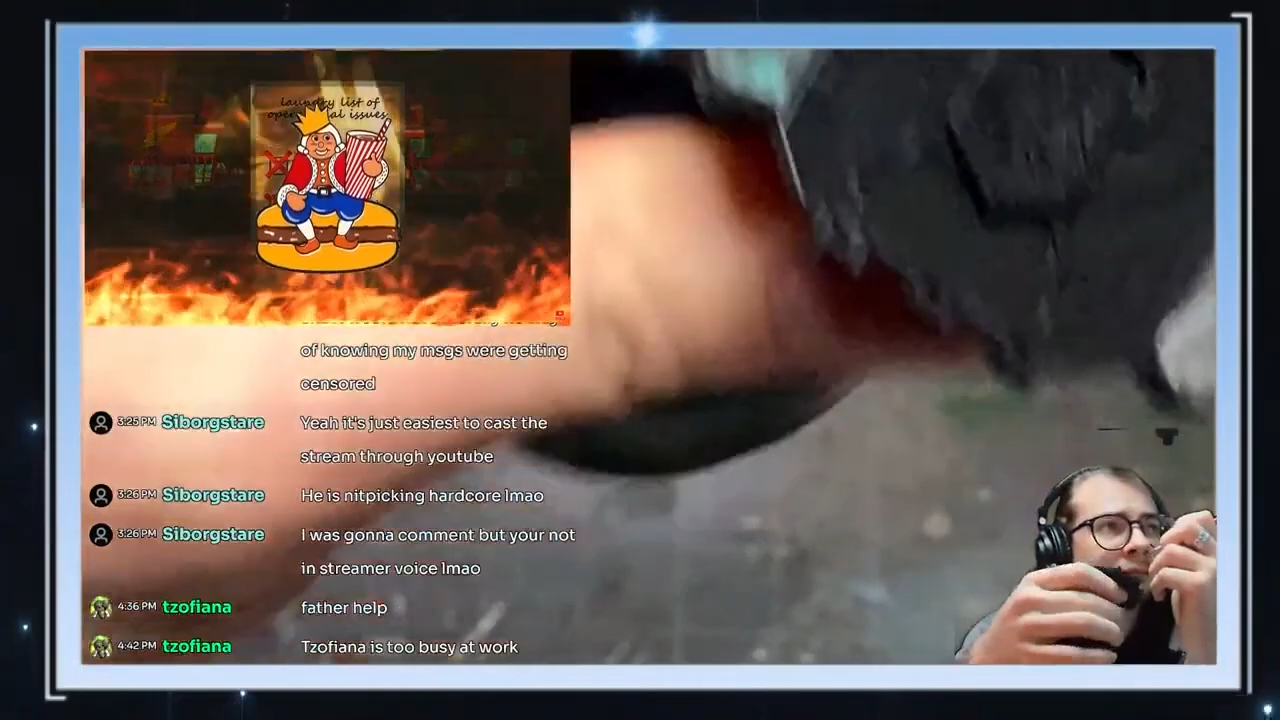 laundry list of
al issues
of knowing my msgs were getting
censored
3:25 PM Siborgstare Yeah it's just easiest to cast the
stream through youtube
3:26 PM Siborgstare He is nitpicking hardcore lmao
3:26 PM Siborgstare I was gonna comment but your not
in streamer voice lmao
4:36 PM tzofiana father help
4:42 PM tzofiana Tzofiana is too busy at work